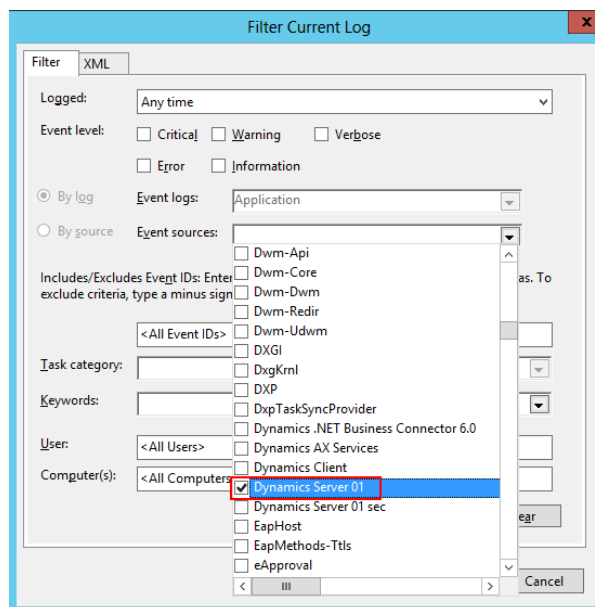 Filter Current Log
x
Filter XML
Logged: Any time
Event level: Critical Warning Verbose
Error Information
By log Event logs: Application
By source Event sources:
Dwm-Api
Dwm-Core
Includes/Excludes Event IDs: Enter Dwm-Dwm as. To
exclude criteria, type a minus sign Dwm-Redir
Dwm-Udwm
<All Event IDs> DXGI
Task category: DxgKrnl
DXP
Keywords: DxpTaskSyncProvider
Dynamics .NET Business Connector 6.0
User: <All Users> Dynamics AX Services
Dynamics Client
Computer(s): <All Computers Dynamics Server 01
Dynamics Server 01 sec
EapHost
EapMethods-Ttls
eApproval
Cancel